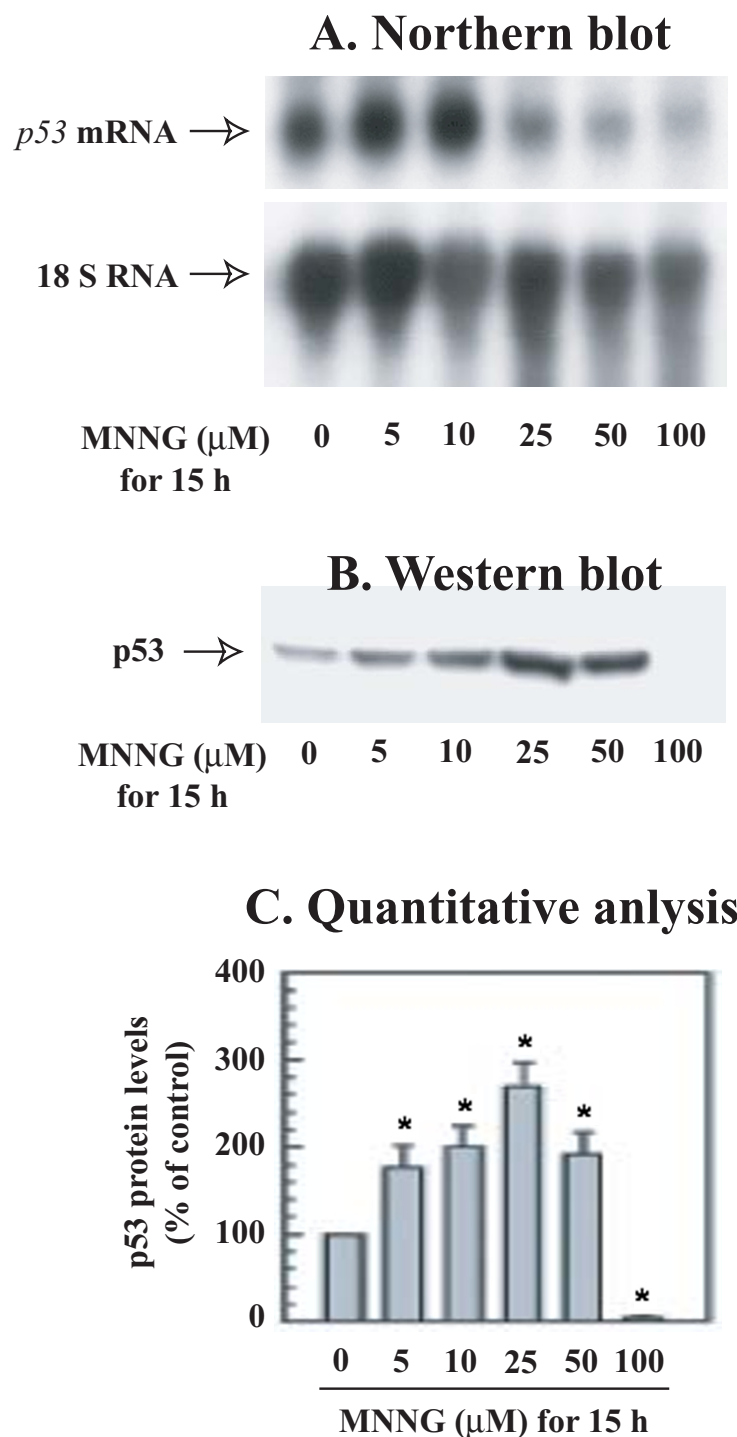 A. Northern blot
p53 mRNA
18 S RNA
MNNG (μM) 0 5 10 25 50 100
for 15 h
B. Western blot
p53
MNNG (μM) 0 5 10 25 50 100
for 15 h
C. Quantitative anlysis
p53 protein levels
(% of control)
400
300
200
100
0
* * * * *
0 5 10 25 50 100
MNNG (μM) for 15 h